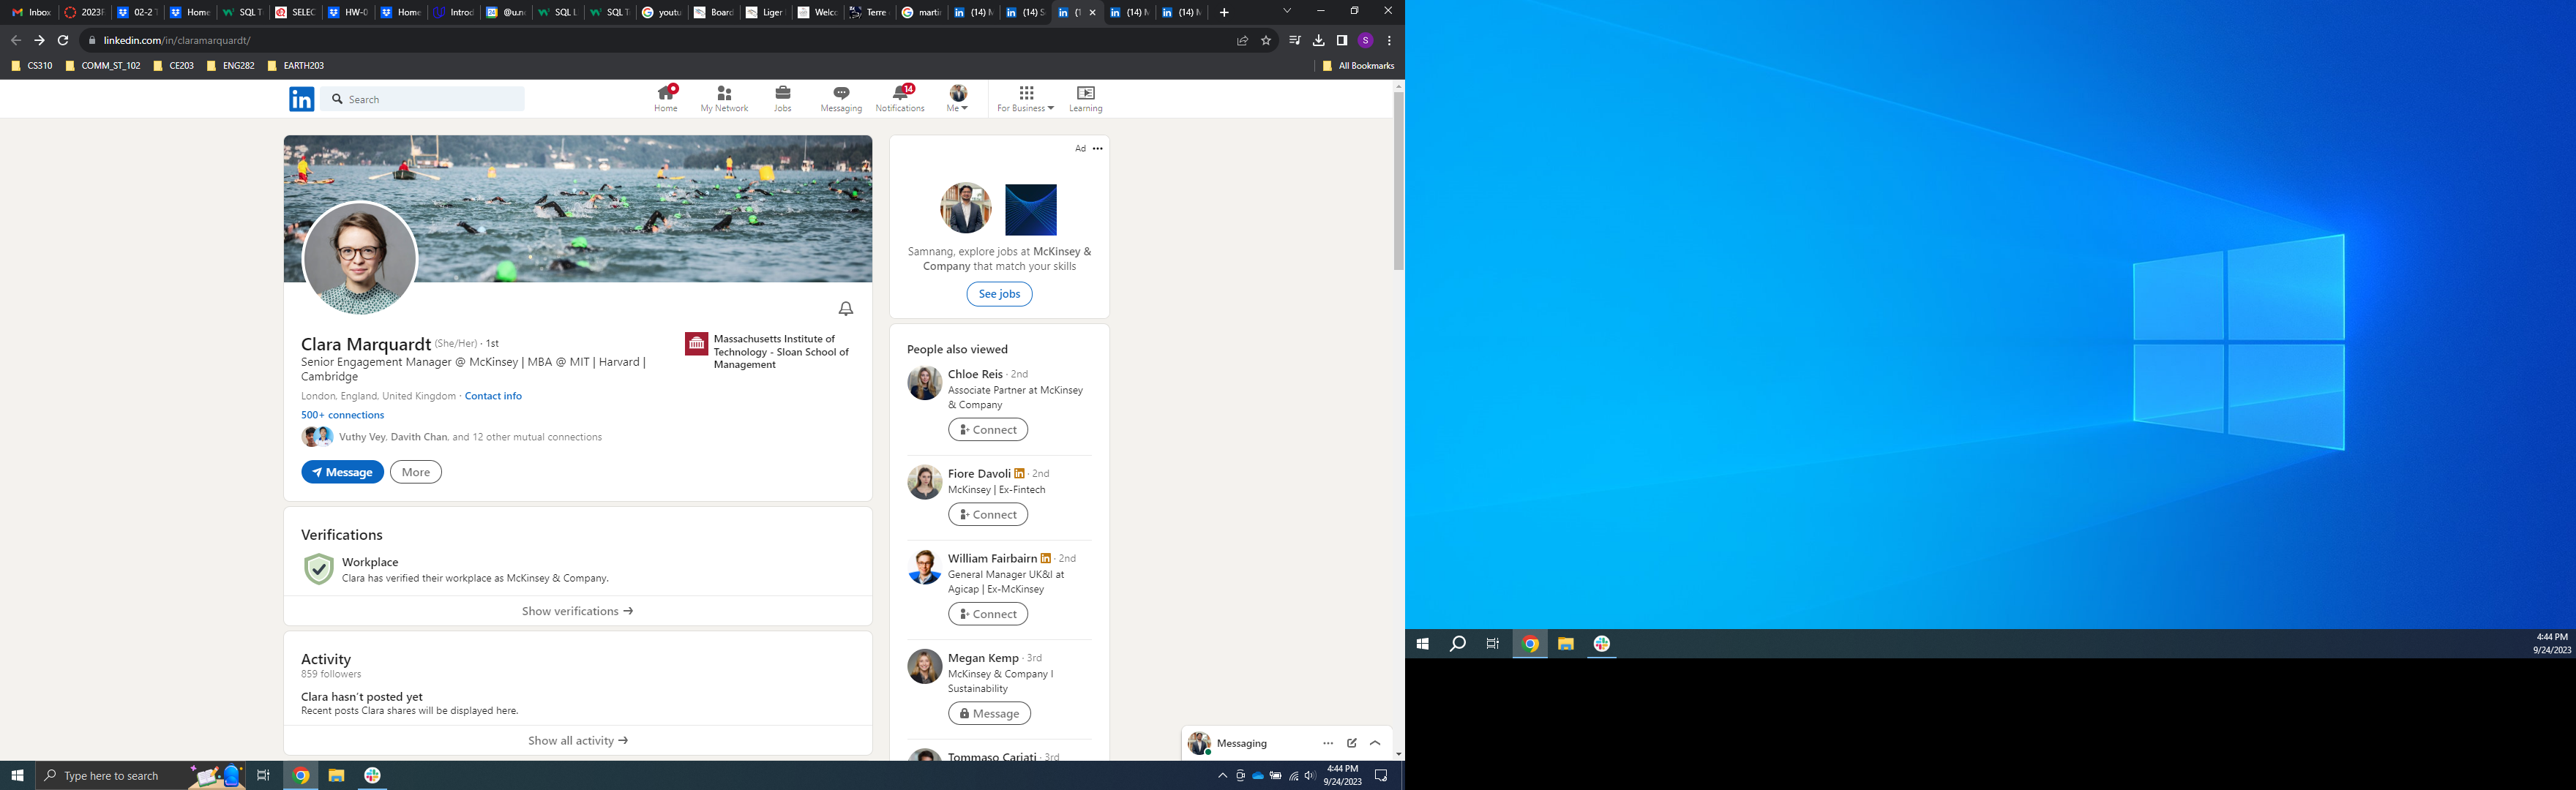 Inbox
2023F
02-2 T
Home
SQL T
SELEC
HW-0
Home
Introd
@u.no
SQL L
SQL T
youtu
Board
Liger
Welco
Terre
martin
(14) M
(14) S
(1
(14) M
(14) M
linkedin.com/in/claramarquardt/
S
CS310
COMM_ST_102
CE203
ENG282
EARTH203
All Bookmarks
in
Search
Home
My Network
Jobs
Messaging
14
Notifications
Me
For Business
Learning
Clara Marquardt (She/Her) · 1st
Senior Engagement Manager @ McKinsey | MBA @ MIT | Harvard |
Cambridge
London, England, United Kingdom · Contact info
500+ connections
Vuthy Vey, Davith Chan, and 12 other mutual connections
Message
More
Massachusetts Institute of
Technology - Sloan School of
Management
Verifications
Workplace
Clara has verified their workplace as McKinsey & Company.
Show verifications →
Activity
859 followers
Clara hasn't posted yet
Recent posts Clara shares will be displayed here.
Show all activity →
Ad
Samnang, explore jobs at McKinsey &
Company that match your skills
See jobs
People also viewed
Chloe Reis · 2nd
Associate Partner at McKinsey
& Company
Connect
Fiore Davoli in · 2nd
McKinsey | Ex-Fintech
Connect
William Fairbairn in · 2nd
General Manager UK&I at
Agicap | Ex-McKinsey
Connect
Megan Kemp · 3rd
McKinsey & Company I
Sustainability
Message
Tommaso Cariati · 3rd
Messaging
Type here to search
4:44 PM
9/24/2023
4:44 PM
9/24/2023